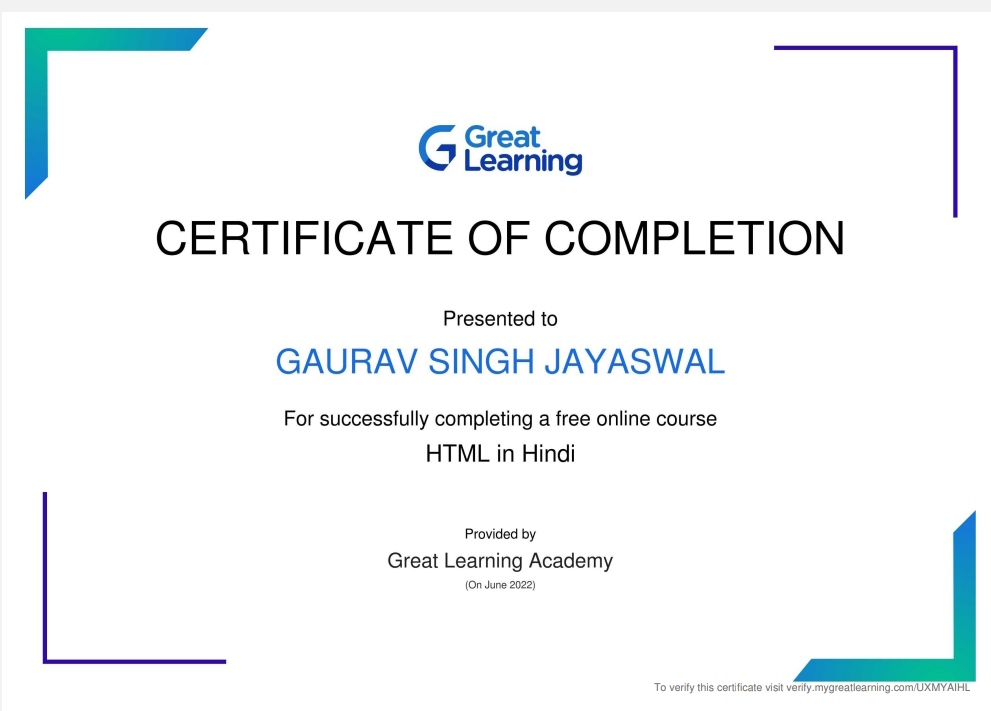 Great
Learning
CERTIFICATE OF COMPLETION
Presented to
GAURAV SINGH JAYASWAL
For successfully completing a free online course
HTML in Hindi
Provided by
Great Learning Academy
(On June 2022)
To verify this certificate visit verify.mygreatlearning.com/UXMYAIHL